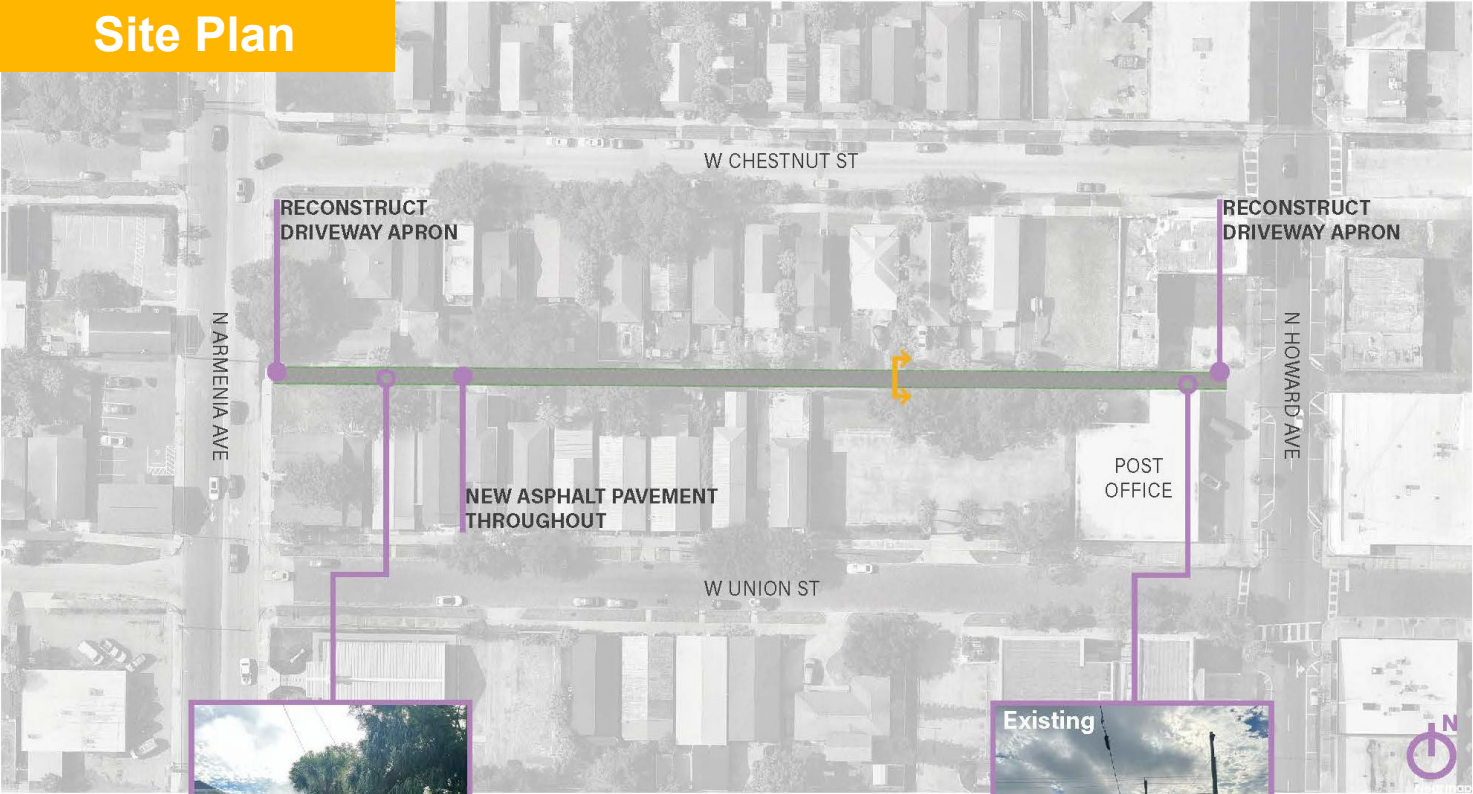 Site Plan
W CHESTNUT ST
RECONSTRUCT
DRIVEWAY APRON
RECONSTRUCT
DRIVEWAY APRON
N ARMENIA AVE
N HOWARD AVE
NEW ASPHALT PAVEMENT
THROUGHOUT
POST
OFFICE
W UNION ST
Existing
N